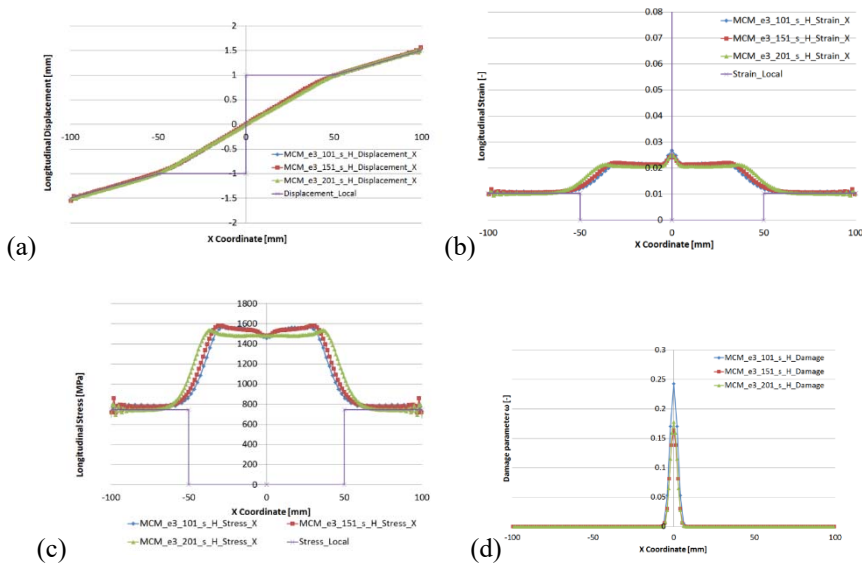 Longitudinal Displacement [mm]
2
1.5
1
0.5
0
-0.5
-1
-1.5
-2
-100
-50
0
50
100
MCM_e3_101_s_H_Displacement_X
MCM_e3_151_s_H_Displacement_X
MCM_e3_201_s_H_Displacement_X
Displacement_Local
X Coordinate [mm]
(a)
Longitudinal Strain [-]
0.08
0.07
0.06
0.05
0.04
0.03
0.02
0.01
0
-100
-50
0
50
100
MCM_e3_101_s_H_Strain_X
MCM_e3_151_s_H_Strain_X
MCM_e3_201_s_H_Strain_X
Strain_Local
X Coordinate [mm]
(b)
Longitudinal Stress [MPa]
1800
1600
1400
1200
1000
800
600
400
200
0
-100
-50
0
50
100
X Coordinate [mm]
MCM_e3_101_s_H_Stress_X
MCM_e3_151_s_H_Stress_X
MCM_e3_201_s_H_Stress_X
Stress_Local
(c)
Damage parameter ω [-]
0.3
0.25
0.2
0.15
0.1
0.05
0
-100
-50
0
50
100
MCM_e3_101_s_H_Damage
MCM_e3_151_s_H_Damage
MCM_e3_201_s_H_Damage
X Coordinate [mm]
(d)